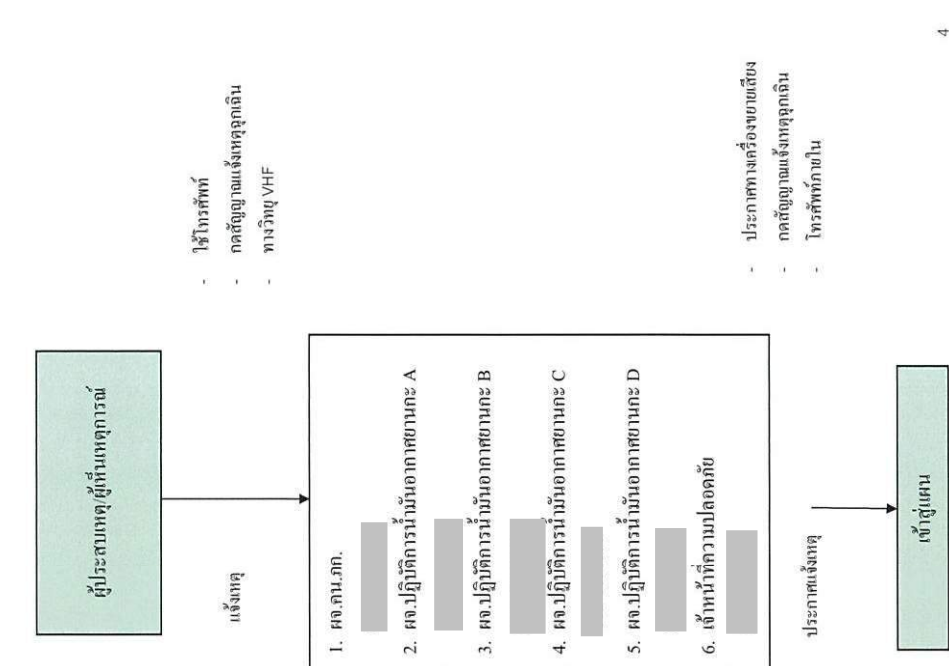 ผู้ประสบเหตุ/ผู้เห็นเหตุการณ์
แจ้งเหตุ
- ใช้โทรศัพท์
- กดสัญญาณแจ้งเหตุฉุกเฉิน
- ทางวิทยุ VHF
1. ผจ.คน.ภก.
2. ผจ.ปฏิบัติการน้ำมันอากาศยานกะ A
3. ผจ.ปฏิบัติการน้ำมันอากาศยานกะ B
4. ผจ.ปฏิบัติการน้ำมันอากาศยานกะ C
5. ผจ.ปฏิบัติการน้ำมันอากาศยานกะ D
6. เจ้าหน้าที่ความปลอดภัย
ประกาศแจ้งเหตุ
- ประกาศทางเครื่องขยายเสียง
- กดสัญญาณแจ้งเหตุฉุกเฉิน
- โทรศัพท์ภายใน
เข้าสู่แผน
4